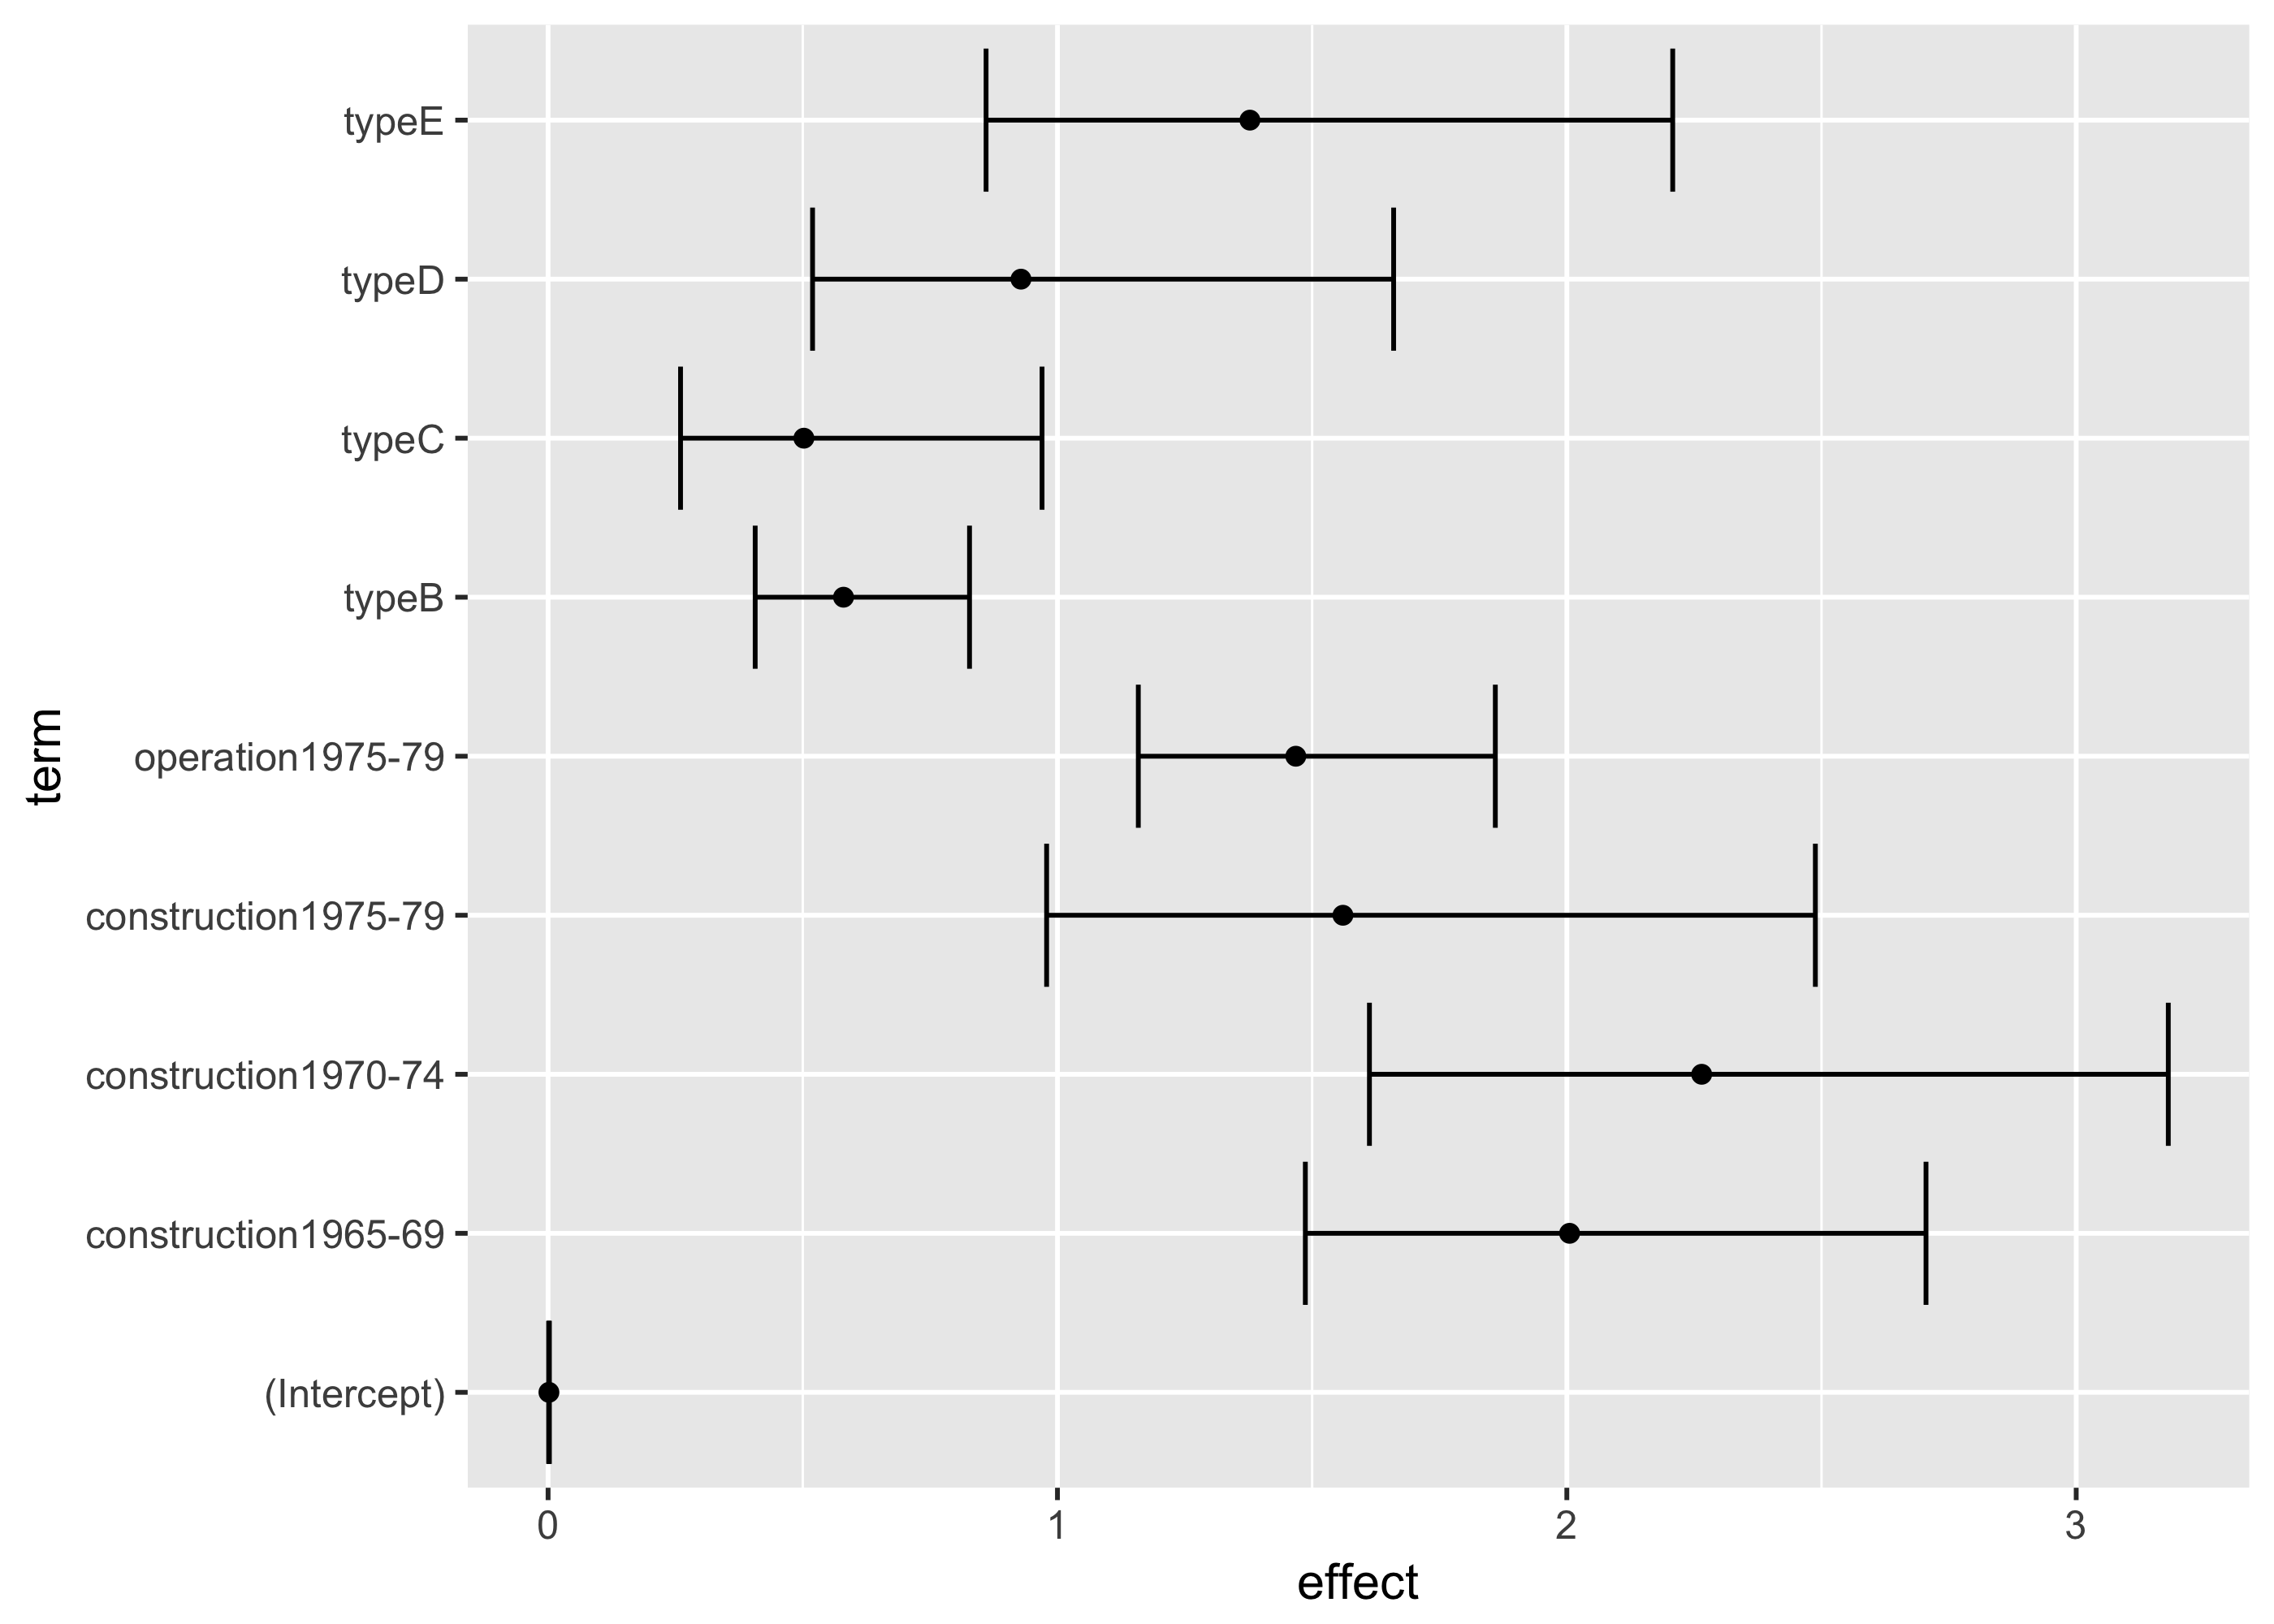 typeE
typeD
typeC
typeB
operation1975-79
construction1975-79
construction1970-74
construction1965-69
(Intercept)
term
0 1 2 3
effect